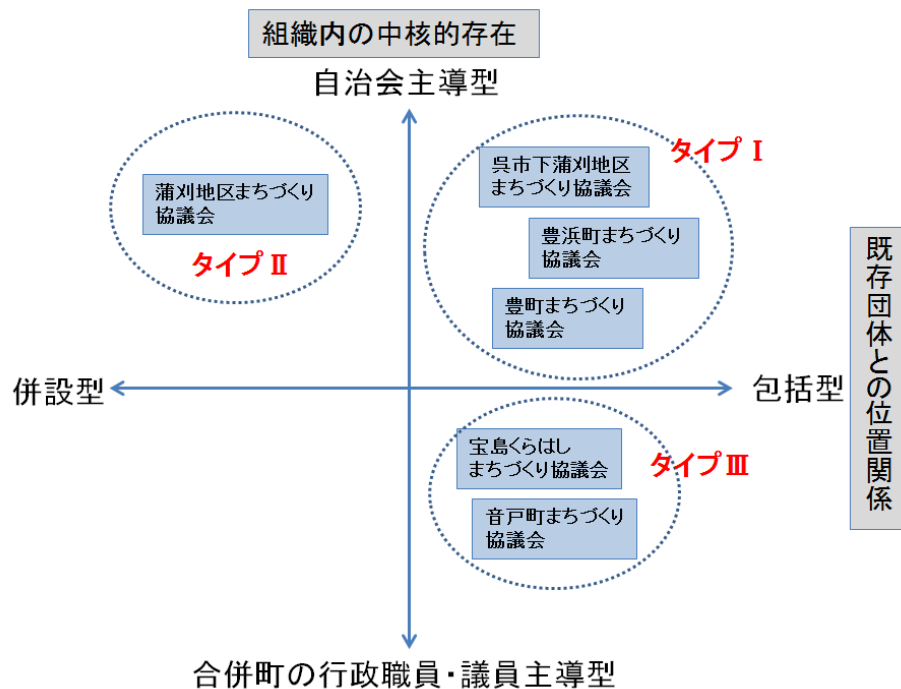 組織内の中核的存在
自治会主導型
タイプⅠ
呉市下蒲刈地区
まちづくり協議会
蒲刈地区まちづくり
協議会
豊浜町まちづくり
協議会
タイプⅡ
豊町まちづくり
協議会
既存団体との位置関係
併設型
包括型
宝島くらはし
まちづくり協議会
タイプⅢ
音戸町まちづくり
協議会
合併町の行政職員・議員主導型